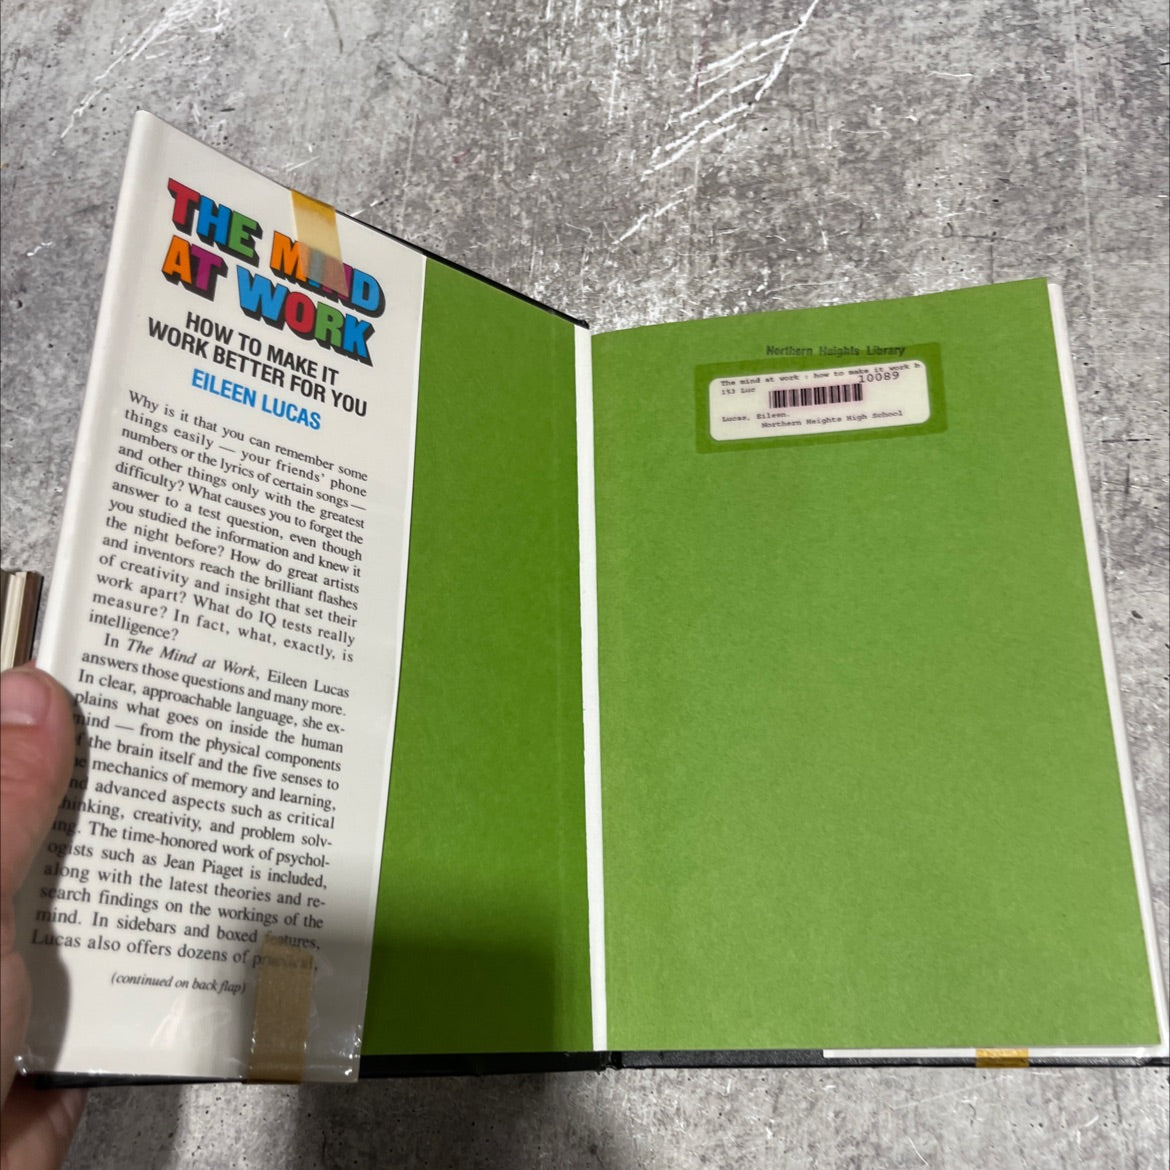 THE MIND
AT WORK
HOW TO MAKE IT
WORK BETTER FOR YOU
EILEEN LUCAS
Why is it that you can remember some
things easily — your friends' phone
numbers or the lyrics of certain songs—
and other things only with the greatest
difficulty? What causes you to forget the
answer to a test question, even though
you studied the information and knew it
the night before? How do great artists
and inventors reach the brilliant flashes
of creativity and insight that set their
work apart? What do IQ tests really
measure? In fact, what, exactly, is
intelligence?
In The Mind at Work, Eileen Lucas
answers those questions and many more.
In clear, approachable language, she ex-
plains what goes on inside the human
mind — from the physical components
of the brain itself and the five senses to
e mechanics of memory and learning,
nd advanced aspects such as critical
thinking, creativity, and problem solv-
ing. The time-honored work of psychol-
ogists such as Jean Piaget is included,
along with the latest theories and re-
search findings on the workings of the
mind. In sidebars and boxed features,
Lucas also offers dozens of practical,
(continued on back flap)
Northern Heights Library
The mind at work : how to make it work b
153 Luc 10089
Lucas, Eileen.
Northern Heights High School